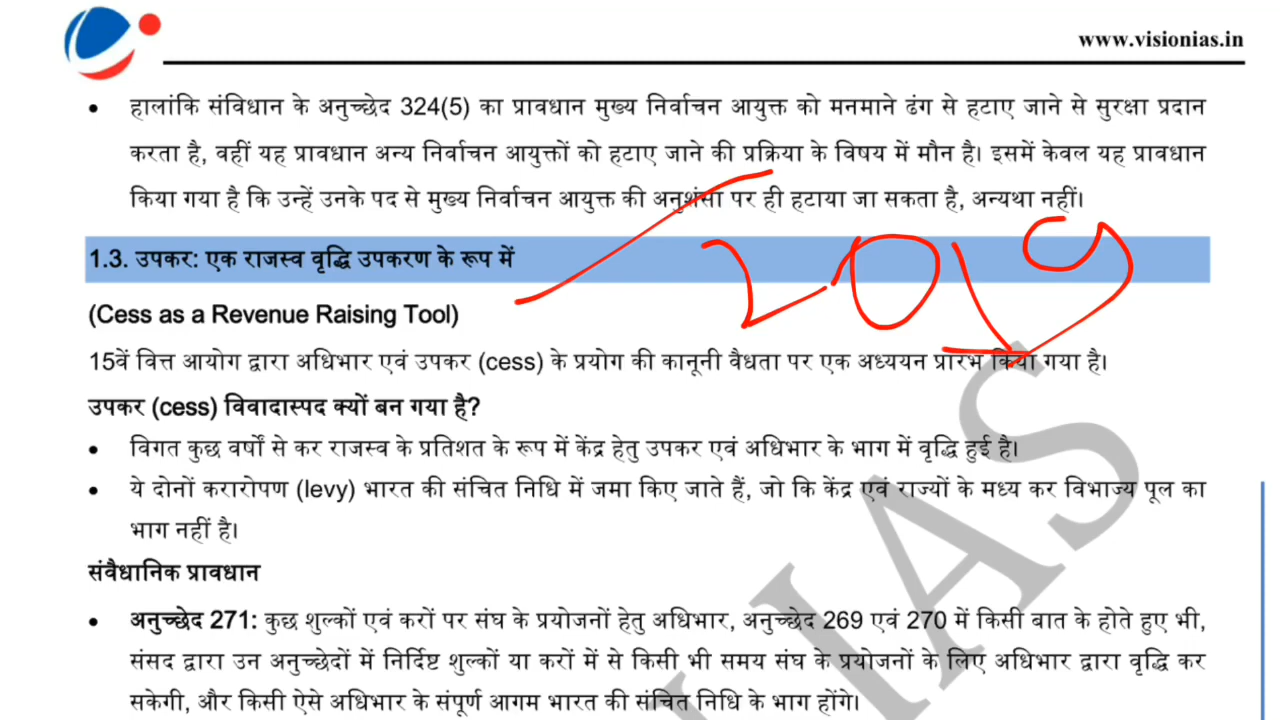 www.visionias.in
• हालांकि संविधान के अनुच्छेद 324(5) का प्रावधान मुख्य निर्वाचन आयुक्त को मनमाने ढंग से हटाए जाने से सुरक्षा प्रदान
करता है, वहीं यह प्रावधान अन्य निर्वाचन आयुक्तों को हटाए जाने की प्रक्रिया के विषय में मौन है। इसमें केवल यह प्रावधान
किया गया है कि उन्हें उनके पद से मुख्य निर्वाचन आयुक्त की अनुशंसा पर ही हटाया जा सकता है, अन्यथा नहीं।
2019
1.3. उपकर: एक राजस्व वृद्धि उपकरण के रूप में
(Cess as a Revenue Raising Tool)
15वें वित्त आयोग द्वारा अधिभार एवं उपकर (cess) के प्रयोग की कानूनी वैधता पर एक अध्ययन प्रारंभ किया गया है।
उपकर (cess) विवादास्पद क्यों बन गया है?
• विगत कुछ वर्षों से कर राजस्व के प्रतिशत के रूप में केंद्र हेतु उपकर एवं अधिभार के भाग में वृद्धि हुई है।
• ये दोनों करारोपण (levy) भारत की संचित निधि में जमा किए जाते हैं, जो कि केंद्र एवं राज्यों के मध्य कर विभाज्य पूल का
भाग नहीं है।
संवैधानिक प्रावधान
• अनुच्छेद 271: कुछ शुल्कों एवं करों पर संघ के प्रयोजनों हेतु अधिभार, अनुच्छेद 269 एवं 270 में किसी बात के होते हुए भी,
संसद द्वारा उन अनुच्छेदों में निर्दिष्ट शुल्कों या करों में से किसी भी समय संघ के प्रयोजनों के लिए अधिभार द्वारा वृद्धि कर
सकेगी, और किसी ऐसे अधिभार के संपूर्ण आगम भारत की संचित निधि के भाग होंगे।
IAS